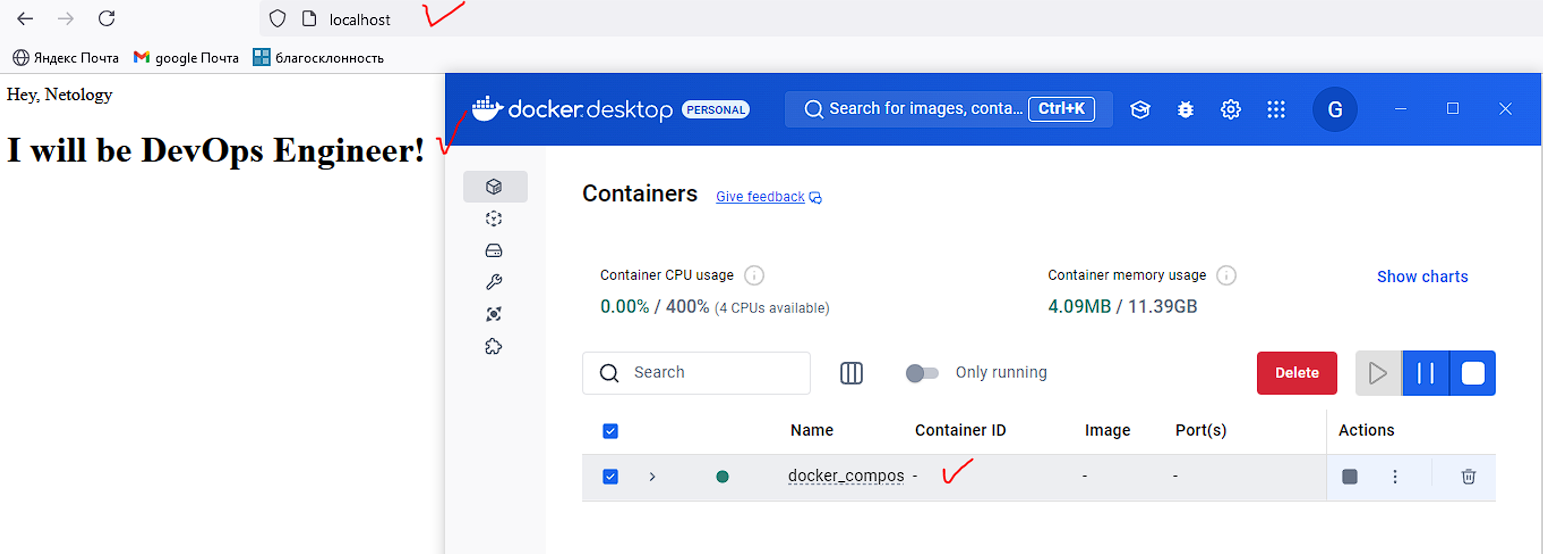 localhost
Яндекс Почта google Почта благосклонность
Hey, Netology
I will be DevOps Engineer!
docker.desktop PERSONAL Search for images, conta... Ctrl+K G
Containers Give feedback
Container CPU usage Container memory usage
0.00% / 400% (4 CPUs available) 4.09MB / 11.39GB Show charts
Search Only running Delete
Name Container ID Image Port(s) Actions
docker_compos - - -